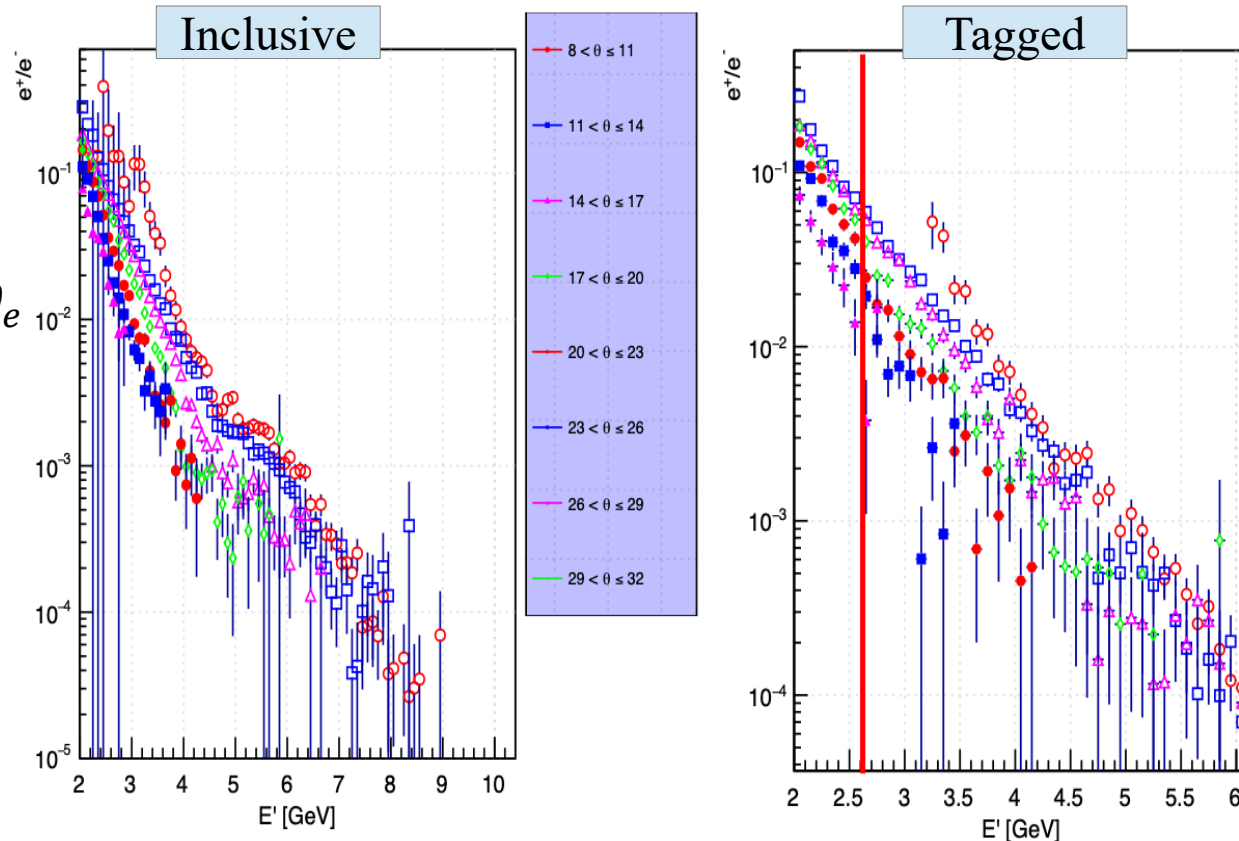 Inclusive
Tagged
e+/e-
10⁻¹
10⁻²
10⁻³
10⁻⁴
10⁻⁵
2 3 4 5 6 7 8 9 10
E' [GeV]
)e
8 < θ ≤ 11
11 < θ ≤ 14
14 < θ ≤ 17
17 < θ ≤ 20
20 < θ ≤ 23
23 < θ ≤ 26
26 < θ ≤ 29
29 < θ ≤ 32
e+/e-
10⁻¹
10⁻²
10⁻³
10⁻⁴
2 2.5 3 3.5 4 4.5 5 5.5 6
E' [GeV]